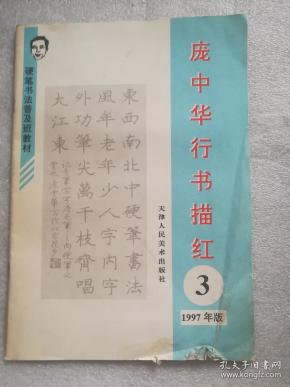 硬笔书法普及班教材
庞中华行书描红
3
1997年版
天津人民美术出版社
東西南北中硬筆書法
風年老年少人字内字
外功筆尖萬千枝齊唱
大江東
孔夫子旧书网